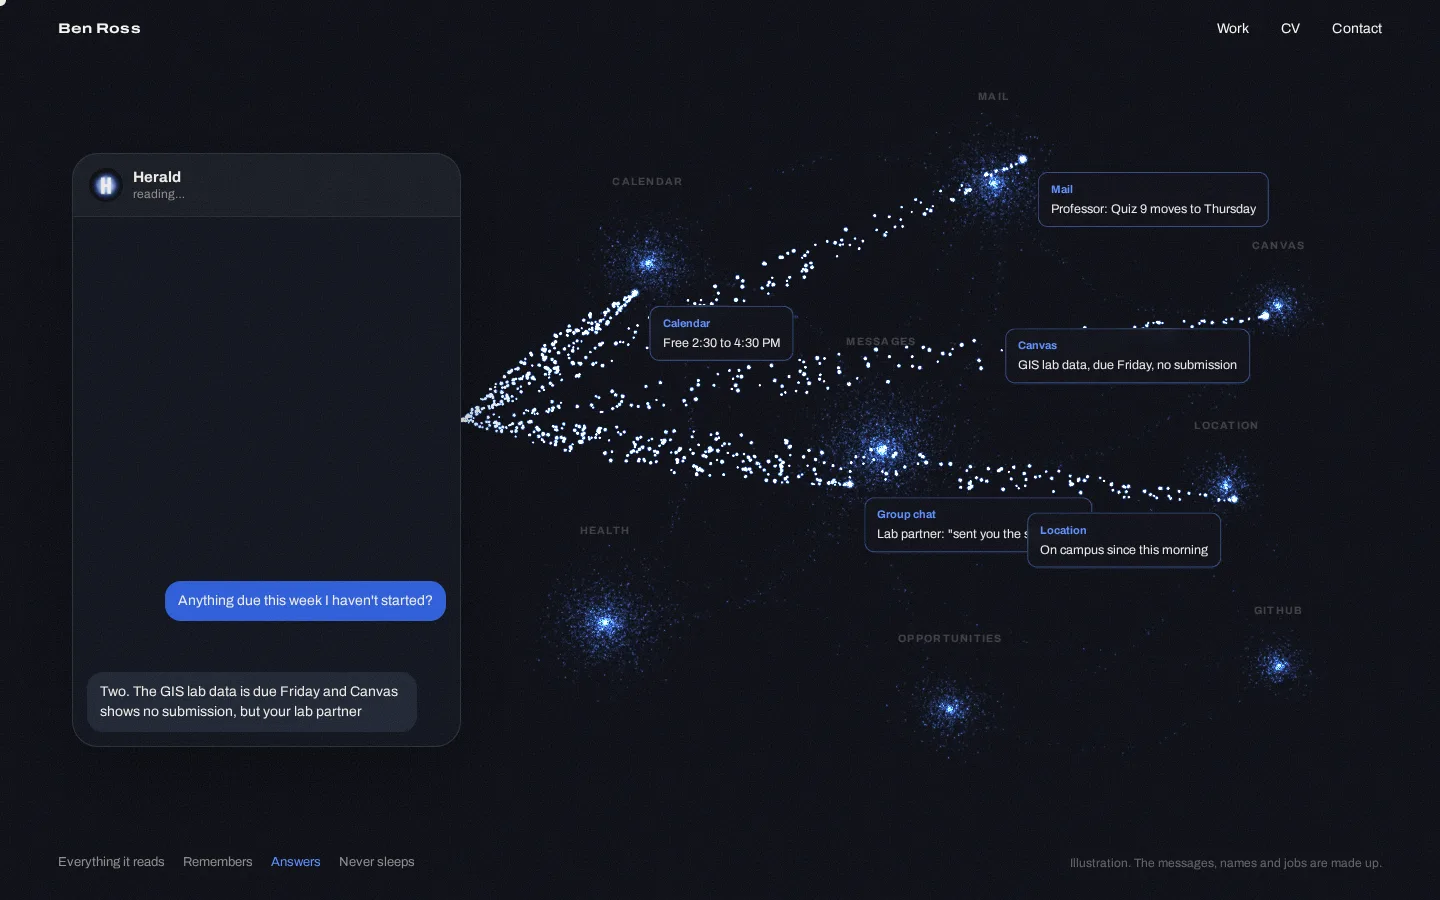 Ben Ross
Work CV Contact
MAIL
CALENDAR
Herald
reading...
Mail
Professor: Quiz 9 moves to Thursday
CANVAS
Calendar
Free 2:30 to 4:30 PM
MESSAGES
Canvas
GIS lab data, due Friday, no submission
LOCATION
Group chat
Lab partner: "sent you the
Location
On campus since this morning
HEALTH
Anything due this week I haven't started?
GITHUB
OPPORTUNITIES
Two. The GIS lab data is due Friday and Canvas
shows no submission, but your lab partner
Everything it reads Remembers Answers Never sleeps
Illustration. The messages, names and jobs are made up.